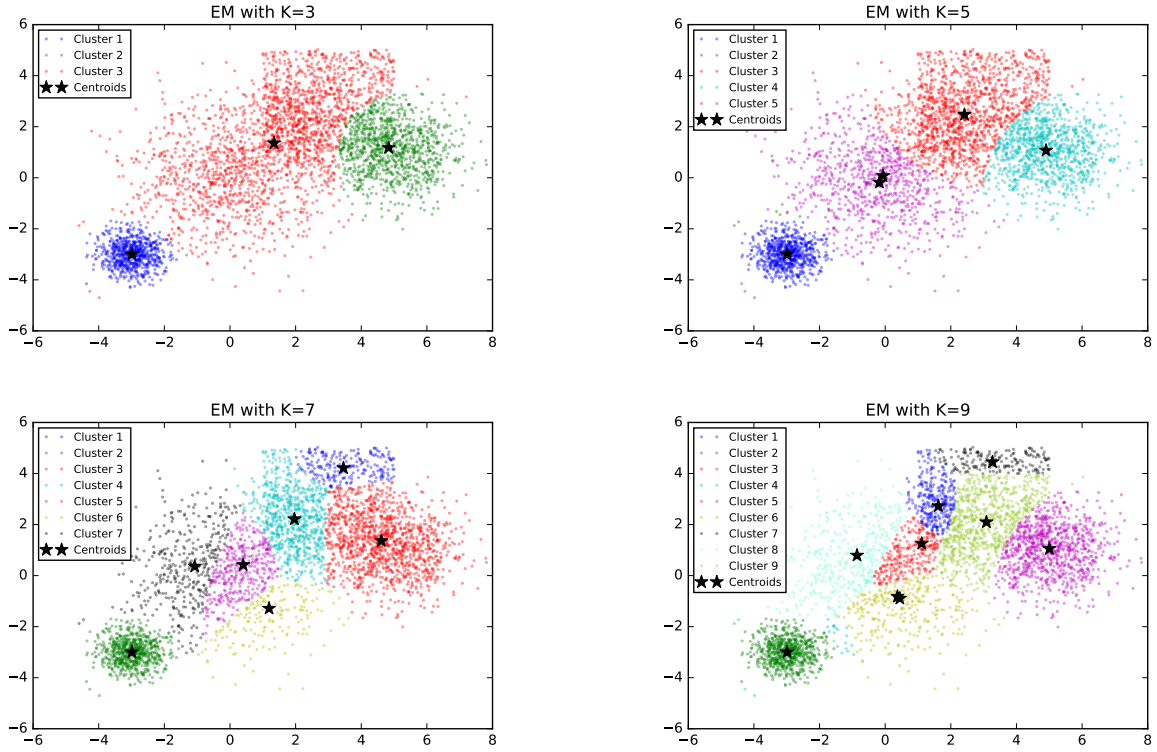 EM with K=3
6
4
2
0
−2
−4
−6
−6
−4
−2
0
2
4
6
8
Cluster 1
Cluster 2
Cluster 3
Centroids
EM with K=5
6
4
2
0
−2
−4
−6
−6
−4
−2
0
2
4
6
8
Cluster 1
Cluster 2
Cluster 3
Cluster 4
Cluster 5
Centroids
EM with K=7
6
4
2
0
−2
−4
−6
−6
−4
−2
0
2
4
6
8
Cluster 1
Cluster 2
Cluster 3
Cluster 4
Cluster 5
Cluster 6
Cluster 7
Centroids
EM with K=9
6
4
2
0
−2
−4
−6
−6
−4
−2
0
2
4
6
8
Cluster 1
Cluster 2
Cluster 3
Cluster 4
Cluster 5
Cluster 6
Cluster 7
Cluster 8
Cluster 9
Centroids